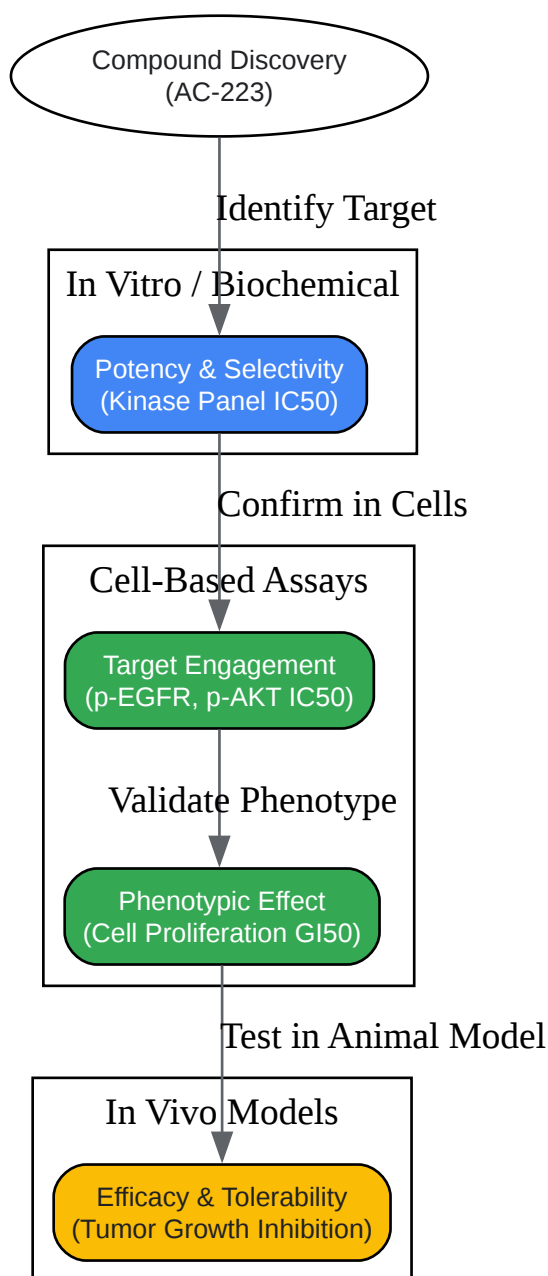 Compound Discovery
(AC-223)
Identify Target
In Vitro / Biochemical
Potency & Selectivity
(Kinase Panel IC50)
Confirm in Cells
Cell-Based Assays
Target Engagement
(p-EGFR, p-AKT IC50)
Validate Phenotype
Phenotypic Effect
(Cell Proliferation GI50)
Test in Animal Model
In Vivo Models
Efficacy & Tolerability
(Tumor Growth Inhibition)